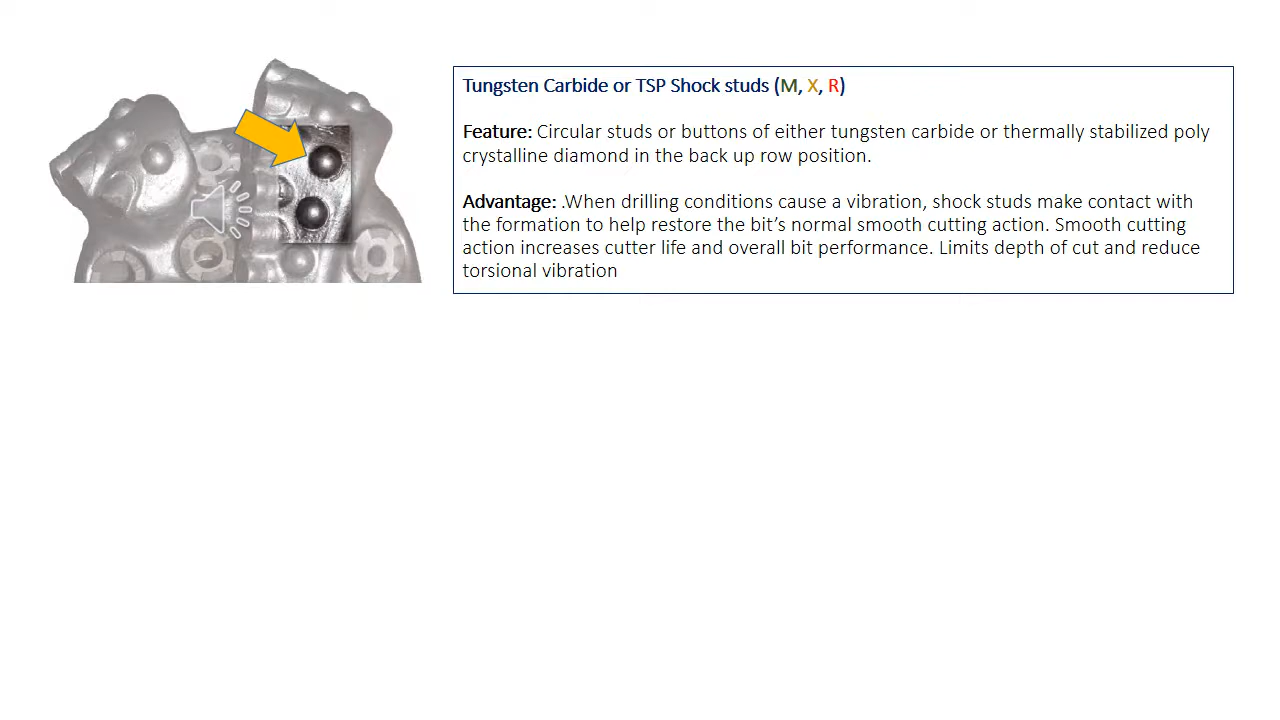 Tungsten Carbide or TSP Shock studs (M, X, R)
Feature: Circular studs or buttons of either tungsten carbide or thermally stabilized poly
crystalline diamond in the back up row position.
Advantage: .When drilling conditions cause a vibration, shock studs make contact with
the formation to help restore the bit’s normal smooth cutting action. Smooth cutting
action increases cutter life and overall bit performance. Limits depth of cut and reduce
torsional vibration